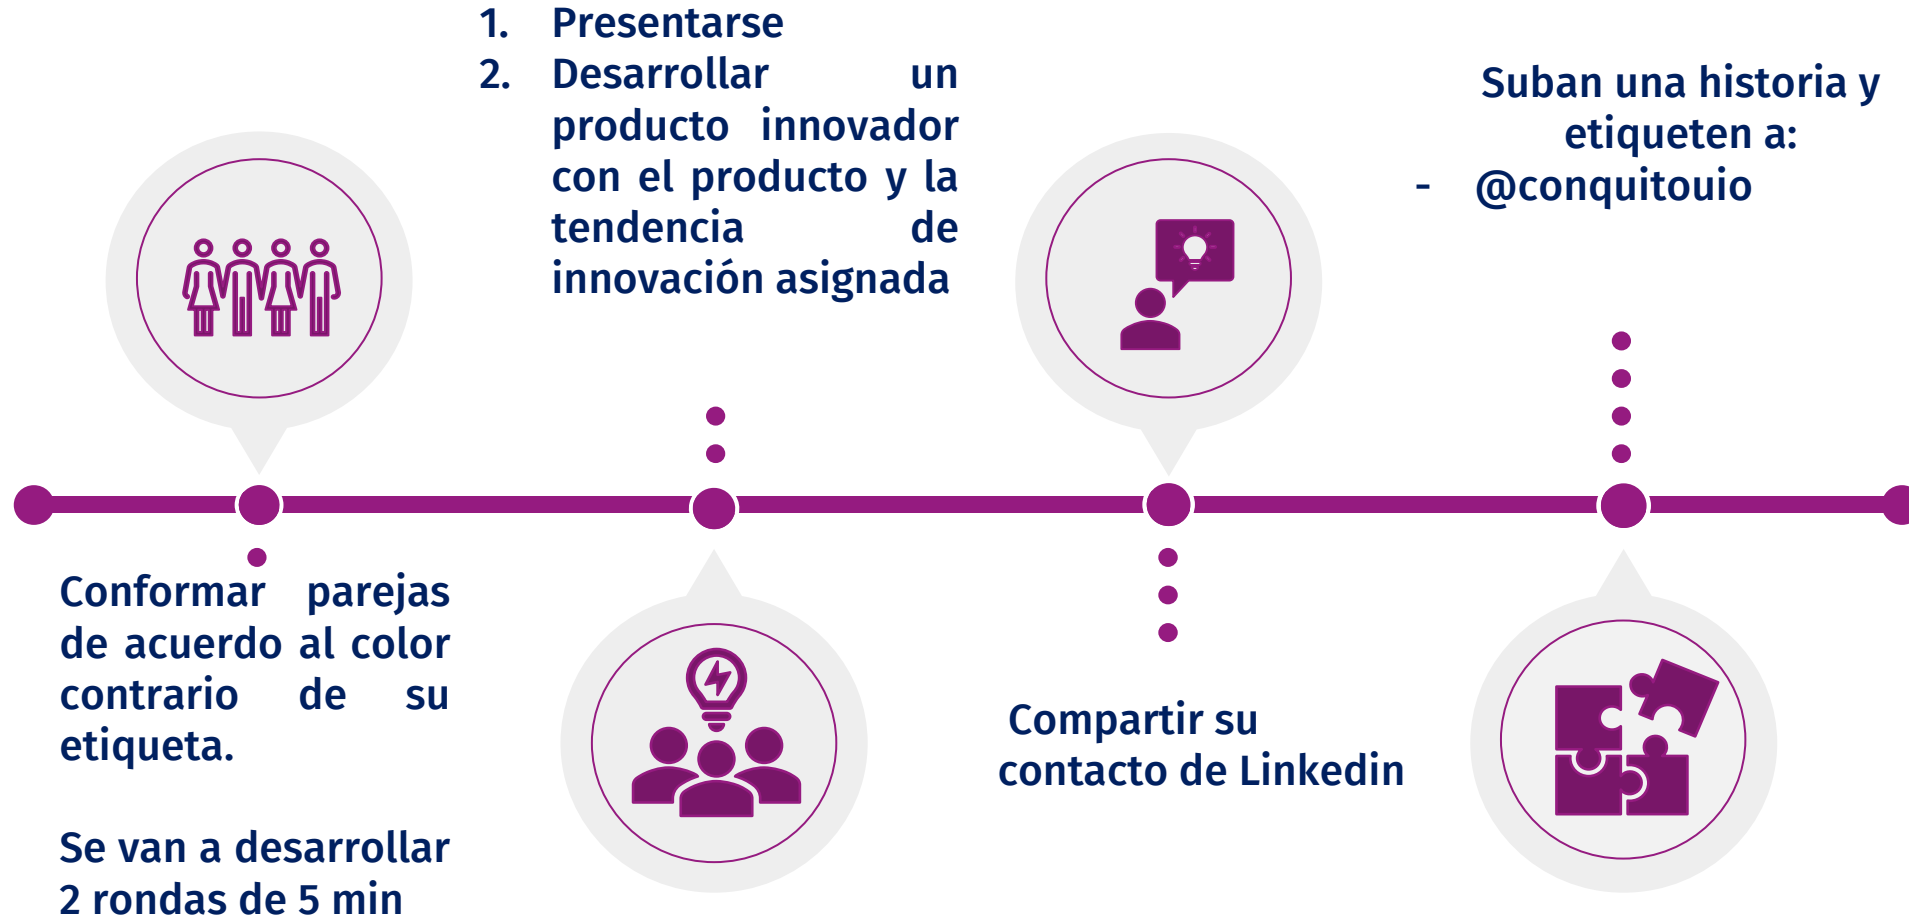 Conformar parejas
de acuerdo al color
contrario de su
etiqueta.
Se van a desarrollar
2 rondas de 5 min
1. Presentarse
2. Desarrollar un
producto innovador
con el producto y la
tendencia de
innovación asignada
Compartir su
contacto de Linkedin
Suban una historia y
etiqueten a:
- @conquitouio